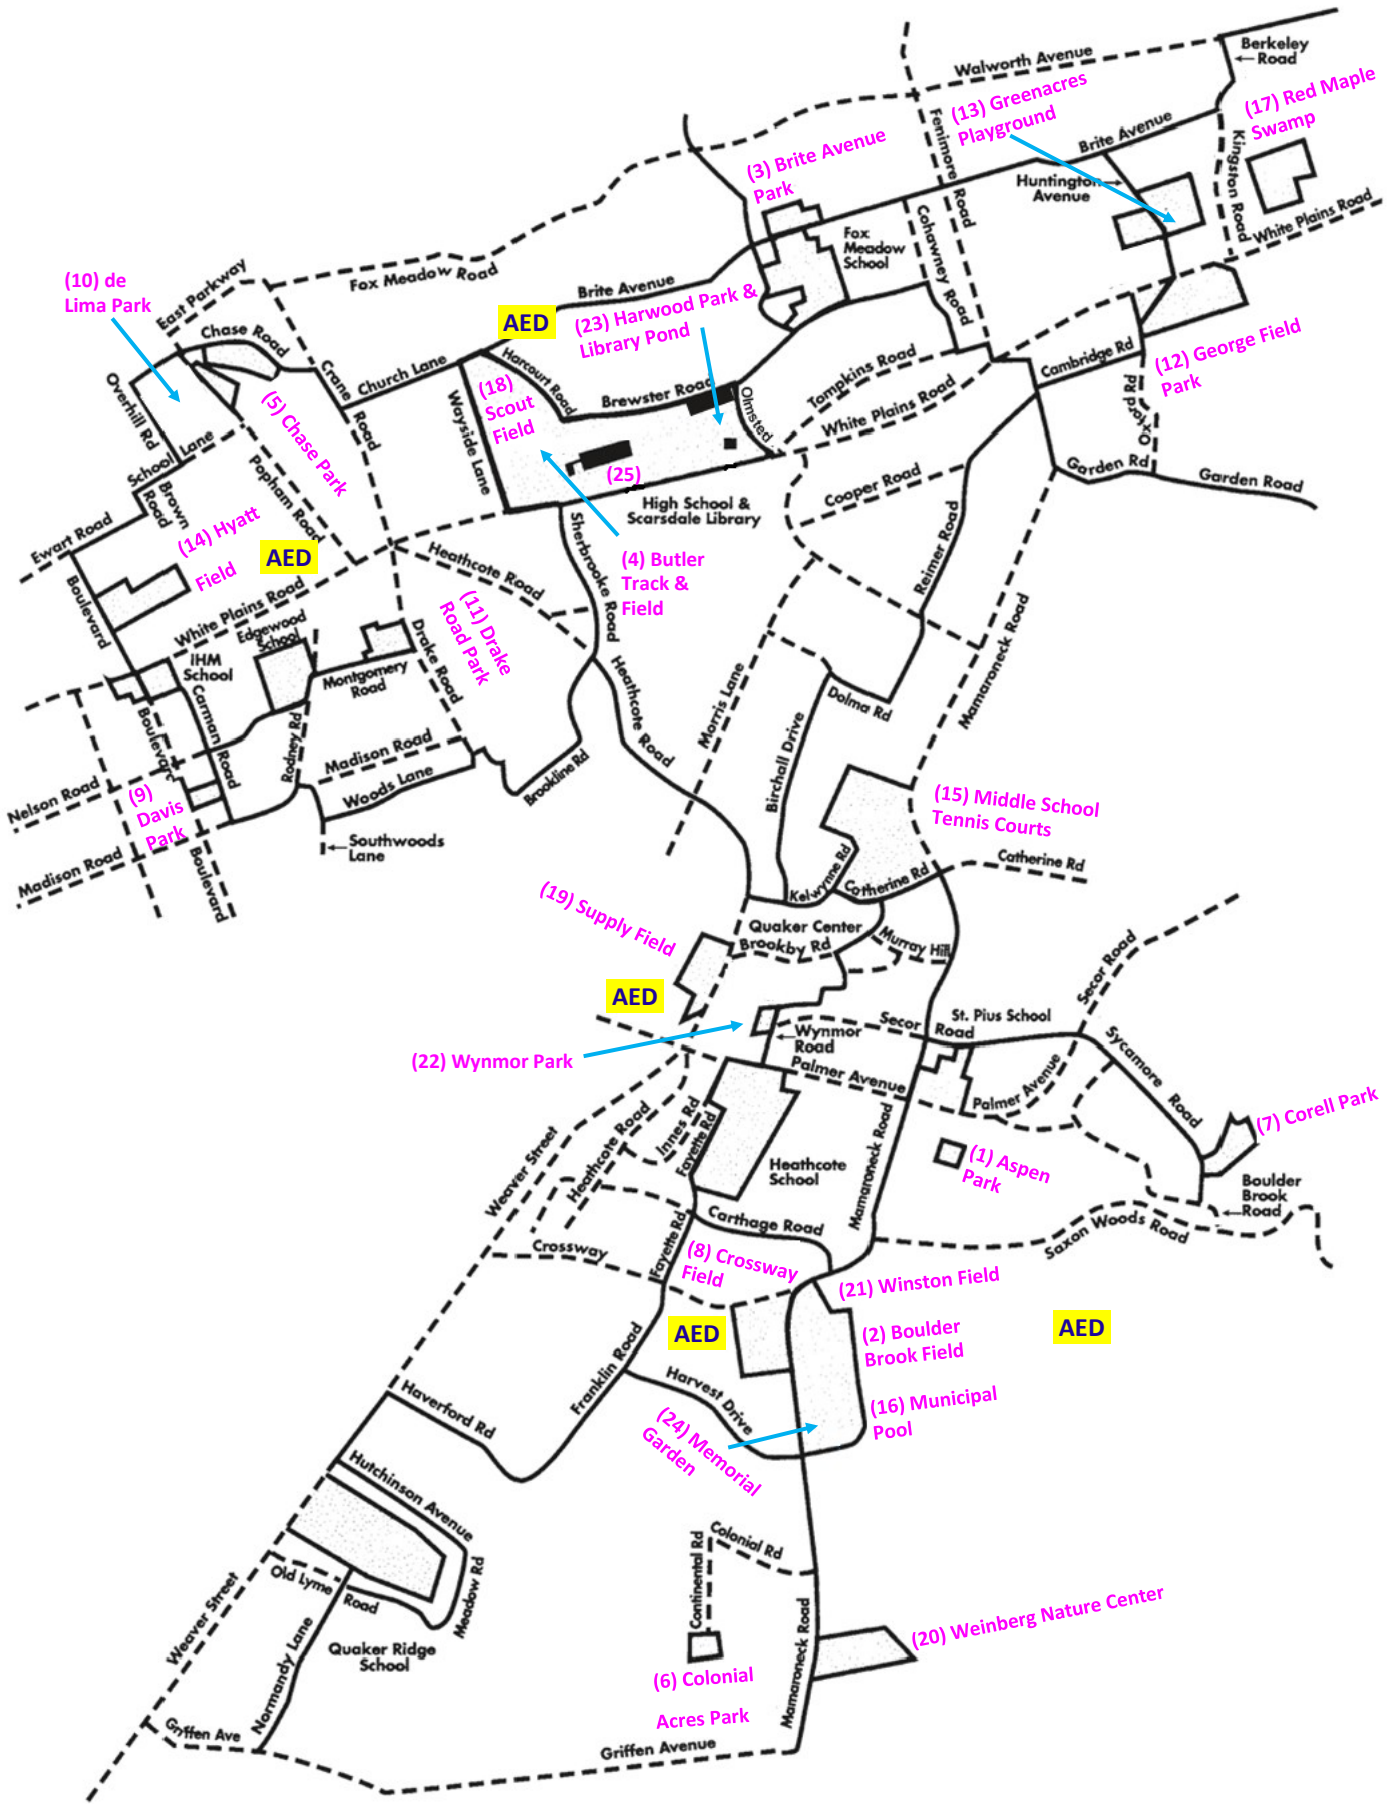 Berkeley
Road
Walworth Avenue
(13) Greenacres
Playground
(17) Red Maple
Swamp
Fenimore Road
Brite Avenue
Kingston Road
(3) Brite Avenue
Park
Huntington
Avenue
White Plains Road
Cohawney Road
Fox
Meadow
School
East Parkway
Fox Meadow Road
Brite Avenue
(10) de
Lima Park
AED
(23) Harwood Park &
Library Pond
Chase Road
Crane Road
Church Lane
Harcourt Road
Brewster Road
Olmsted
Tompkins Road
White Plains Road
Cambridge Rd
(12) George Field
Park
Oxford Rd
Overhill Rd
(5) Chase Park
Wayside Lane
(18)
Scout
Field
School Lane
Popham Road
(25)
High School &
Scarsdale Library
Cooper Road
Garden Rd
Garden Road
Brown
Road
Ewart Road
(14) Hyatt
Field
AED
Boulevard
White Plains Road
Heathcote Road
Sherbrooke Road
(4) Butler
Track &
Field
Reimer Road
(11) Drake
Road Park
Edgewood
School
IHM
School
Montgomery
Road
Drake Road
Heathcote Road
Morris Lane
Dolma Rd
Mamaroneck Road
Boulevard
Carman Road
Rodney Rd
Madison Road
Woods Lane
Brookline Rd
Birchall Drive
Nelson Road
(9)
Davis
Park
Madison Road
Boulevard
Southwoods
Lane
(15) Middle School
Tennis Courts
Kelwynne Rd
Catherine Rd
Catherine Rd
(19) Supply Field
Quaker Center
Brookby Rd
Murray Hill
Secor Road
AED
Secor Road
St. Pius School
Wynmor
Road
(22) Wynmor Park
Palmer Avenue
Palmer Avenue
Sycamore Road
(7) Corell Park
Weaver Street
Heathcote Road
Innes Rd
Fayette Rd
Heathcote
School
Mamaroneck Road
(1) Aspen
Park
Boulder
Brook
Road
Saxon Woods Road
Carthage Road
Crossway
Fayette Rd
(8) Crossway
Field
(21) Winston Field
AED
(2) Boulder
Brook Field
AED
Franklin Road
Harvest Drive
Haverford Rd
(16) Municipal
Pool
(24) Memorial
Garden
Hutchinson Avenue
Colonial Rd
Continental Rd
Old Lyme
Road
Meadow Rd
Weaver Street
Quaker Ridge
School
Normandy Lane
Mamaroneck Road
(20) Weinberg Nature Center
(6) Colonial
Acres Park
Griffen Ave
Griffen Avenue